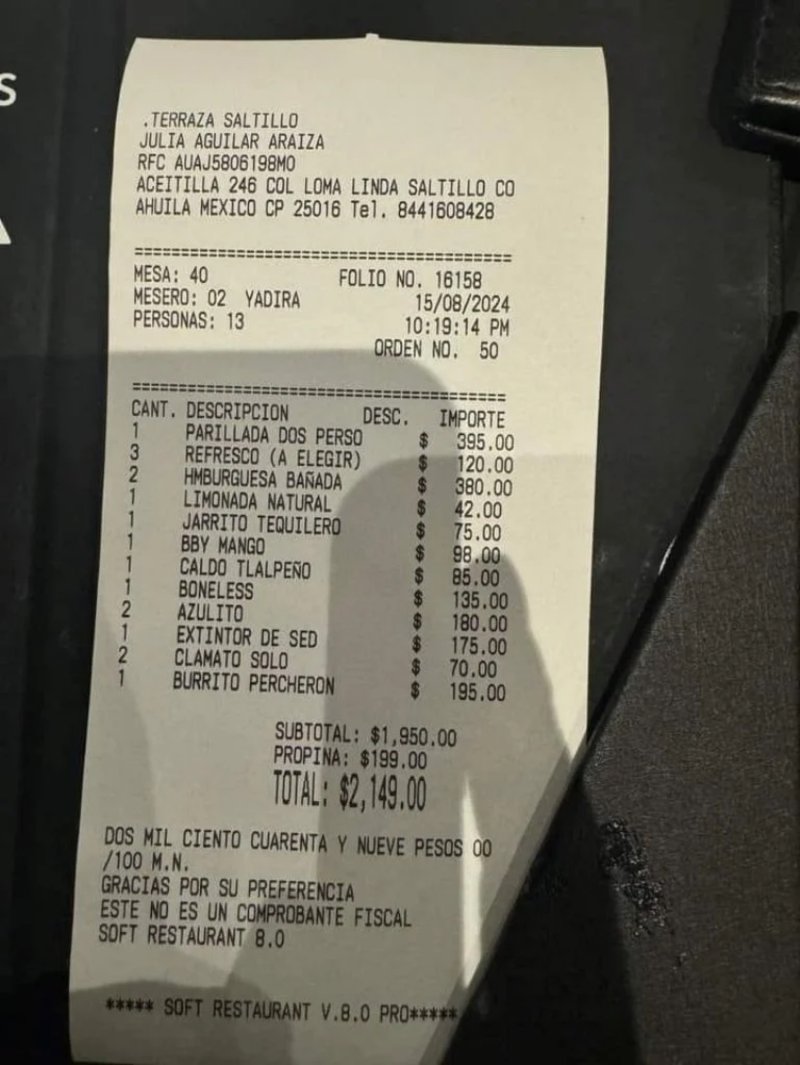 S
.TERRAZA SALTILLO
JULIA AGUILAR ARAIZA
RFC AUAJ5806198M0
ACEITILLA 246 COL LOMA LINDA SALTILLO CO
AHUILA MEXICO CP 25016 Tel. 8441608428
========================================
MESA: 40 FOLIO NO. 16158
MESERO: 02 YADIRA 15/08/2024
PERSONAS: 13 10:19:14 PM
ORDEN NO. 50
========================================
CANT. DESCRIPCION DESC. IMPORTE
1 PARILLADA DOS PERSO $ 395.00
3 REFRESCO (A ELEGIR) $ 120.00
2 HMBURGUESA BAÑADA $ 380.00
1 LIMONADA NATURAL $ 42.00
1 JARRITO TEQUILERO $ 75.00
1 BBY MANGO $ 98.00
1 CALDO TLALPEÑO $ 85.00
1 BONELESS $ 135.00
2 AZULITO $ 180.00
1 EXTINTOR DE SED $ 175.00
2 CLAMATO SOLO $ 70.00
1 BURRITO PERCHERON $ 195.00
SUBTOTAL: $1,950.00
PROPINA: $199.00
TOTAL: $2,149.00
DOS MIL CIENTO CUARENTA Y NUEVE PESOS 00
/100 M.N.
GRACIAS POR SU PREFERENCIA
ESTE NO ES UN COMPROBANTE FISCAL
SOFT RESTAURANT 8.0
***** SOFT RESTAURANT V.8.0 PRO*****